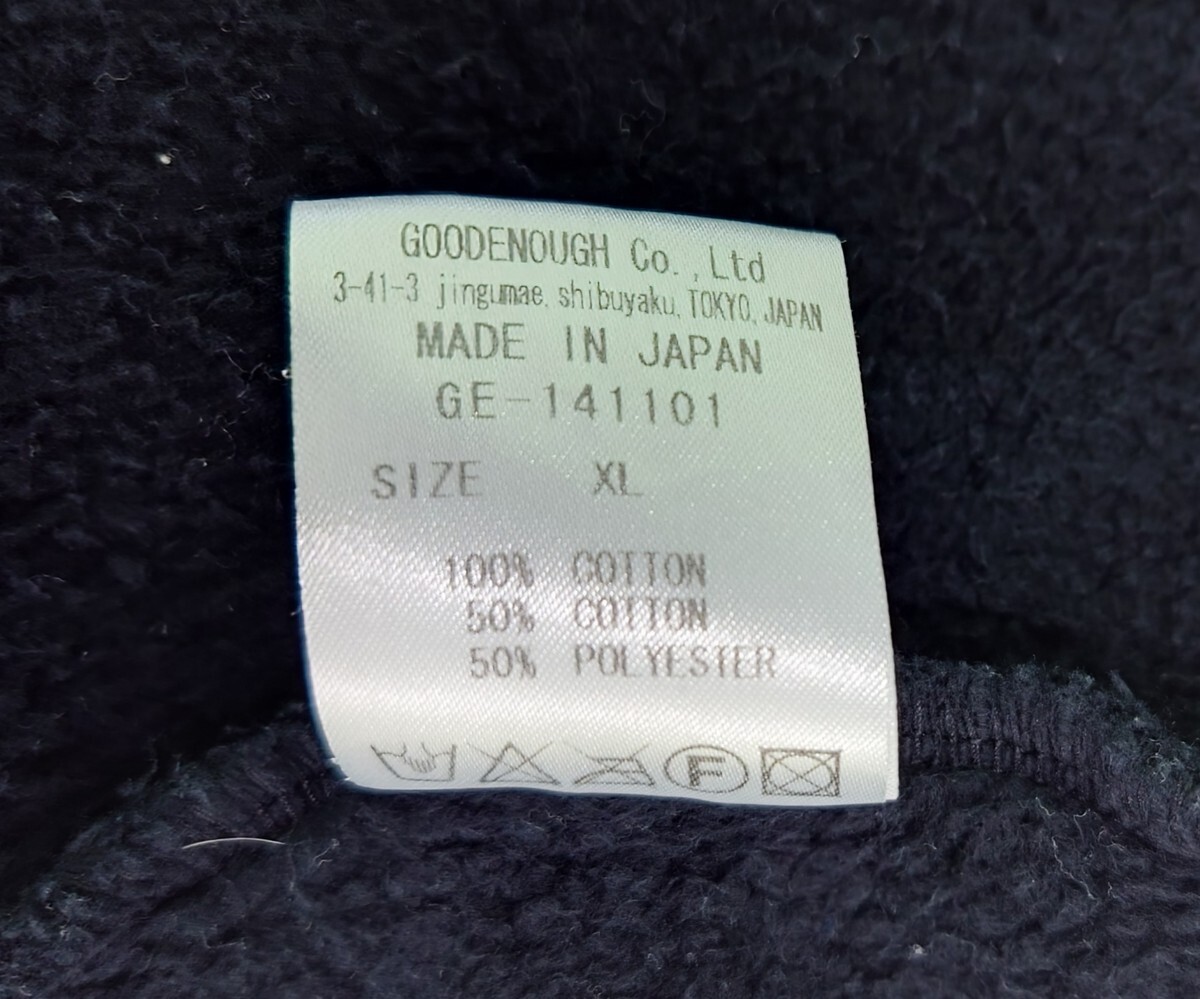 GOODENOUGH Co.,Ltd
3-41-3 jingumae, shibuyaku, TOKYO, JAPAN
MADE IN JAPAN
GE-141101
SIZE XL
100% COTTON
50% COTTON
50% POLYESTER
F